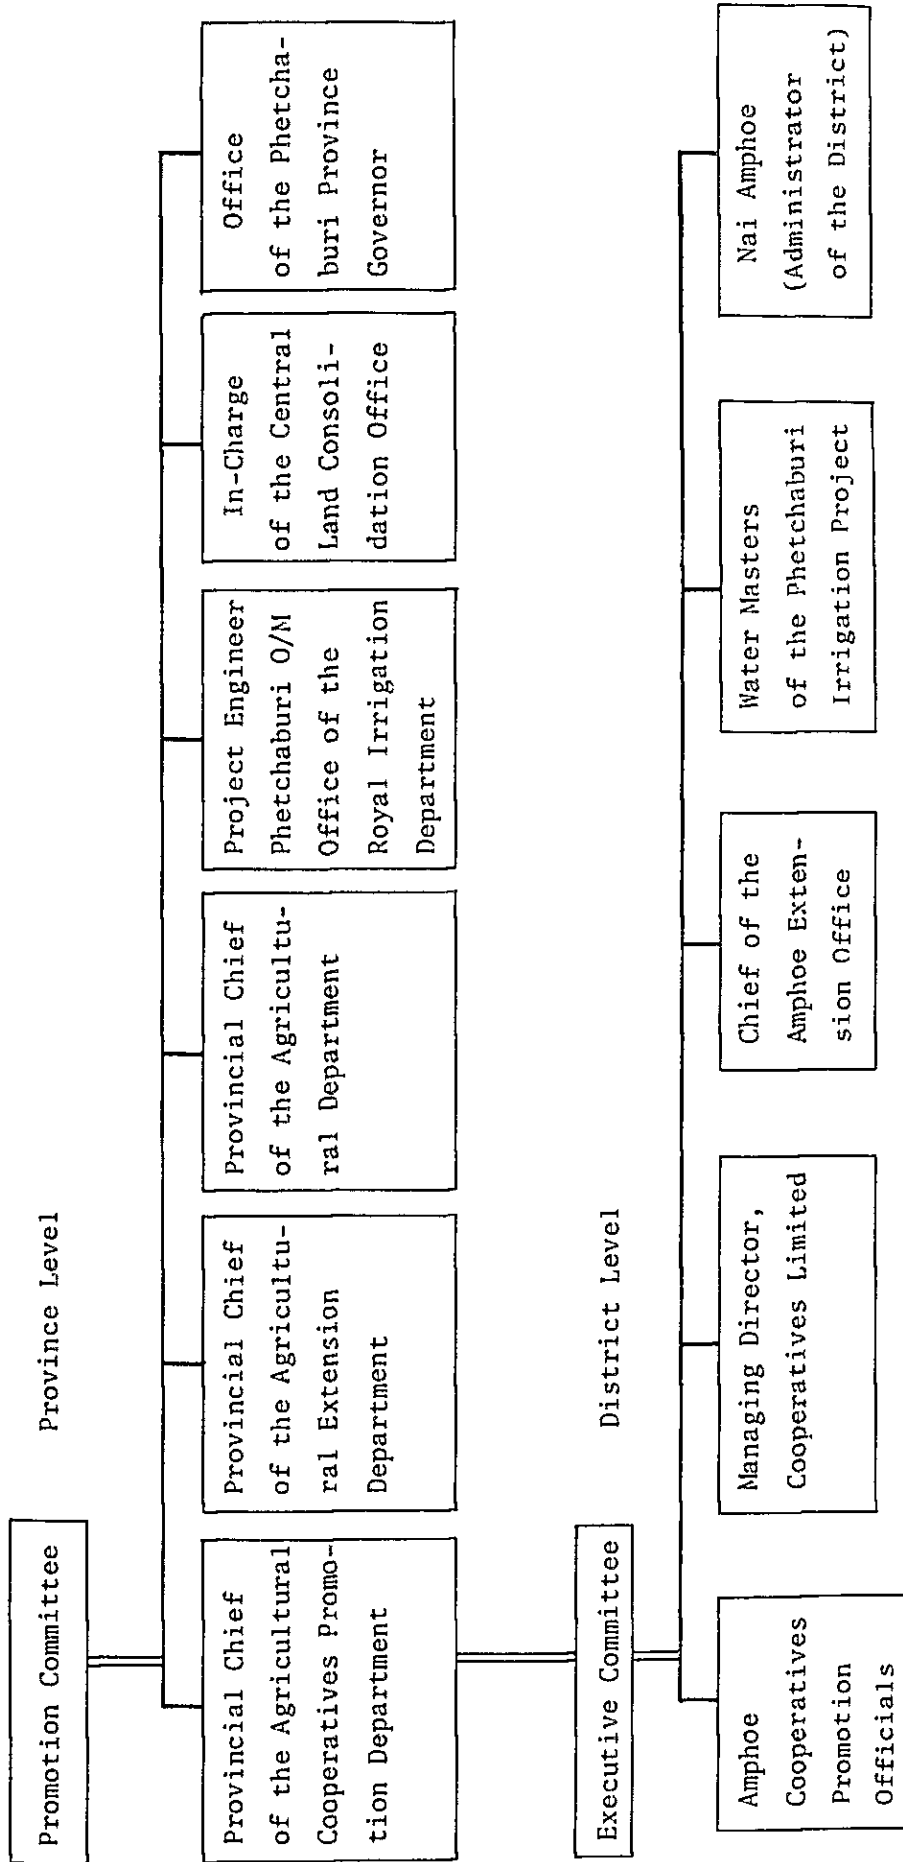 Promotion Committee
Province Level
Provincial Chief
of the Agricultural
Cooperatives Promo-
tion Department
Provincial Chief
of the Agricultu-
ral Extension
Department
Provincial Chief
of the Agricultu-
ral Department
Project Engineer
Phetchaburi O/M
Office of the
Royal Irrigation
Department
In-Charge
of the Central
Land Consoli-
dation Office
Office
of the Phetcha-
buri Province
Governor
Executive Committee
District Level
Amphoe
Cooperatives
Promotion
Officials
Managing Director,
Cooperatives Limited
Chief of the
Amphoe Exten-
sion Office
Water Masters
of the Phetchaburi
Irrigation Project
Nai Amphoe
(Administrator
of the District)